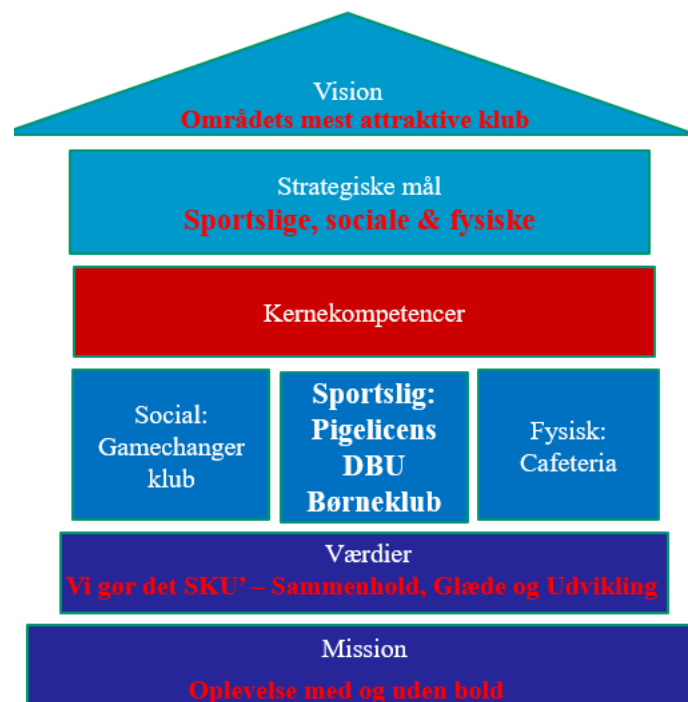 Vision
Områdets mest attraktive klub
Strategiske mål
Sportslige, sociale & fysiske
Kernekompetencer
Social:
Gamechanger
klub
Sportslig:
Pigelicens
DBU
Børneklub
Fysisk:
Cafeteria
Værdier
Vi gør det SKU’ – Sammenhold, Glæde og Udvikling
Mission
Oplevelse med og uden bold